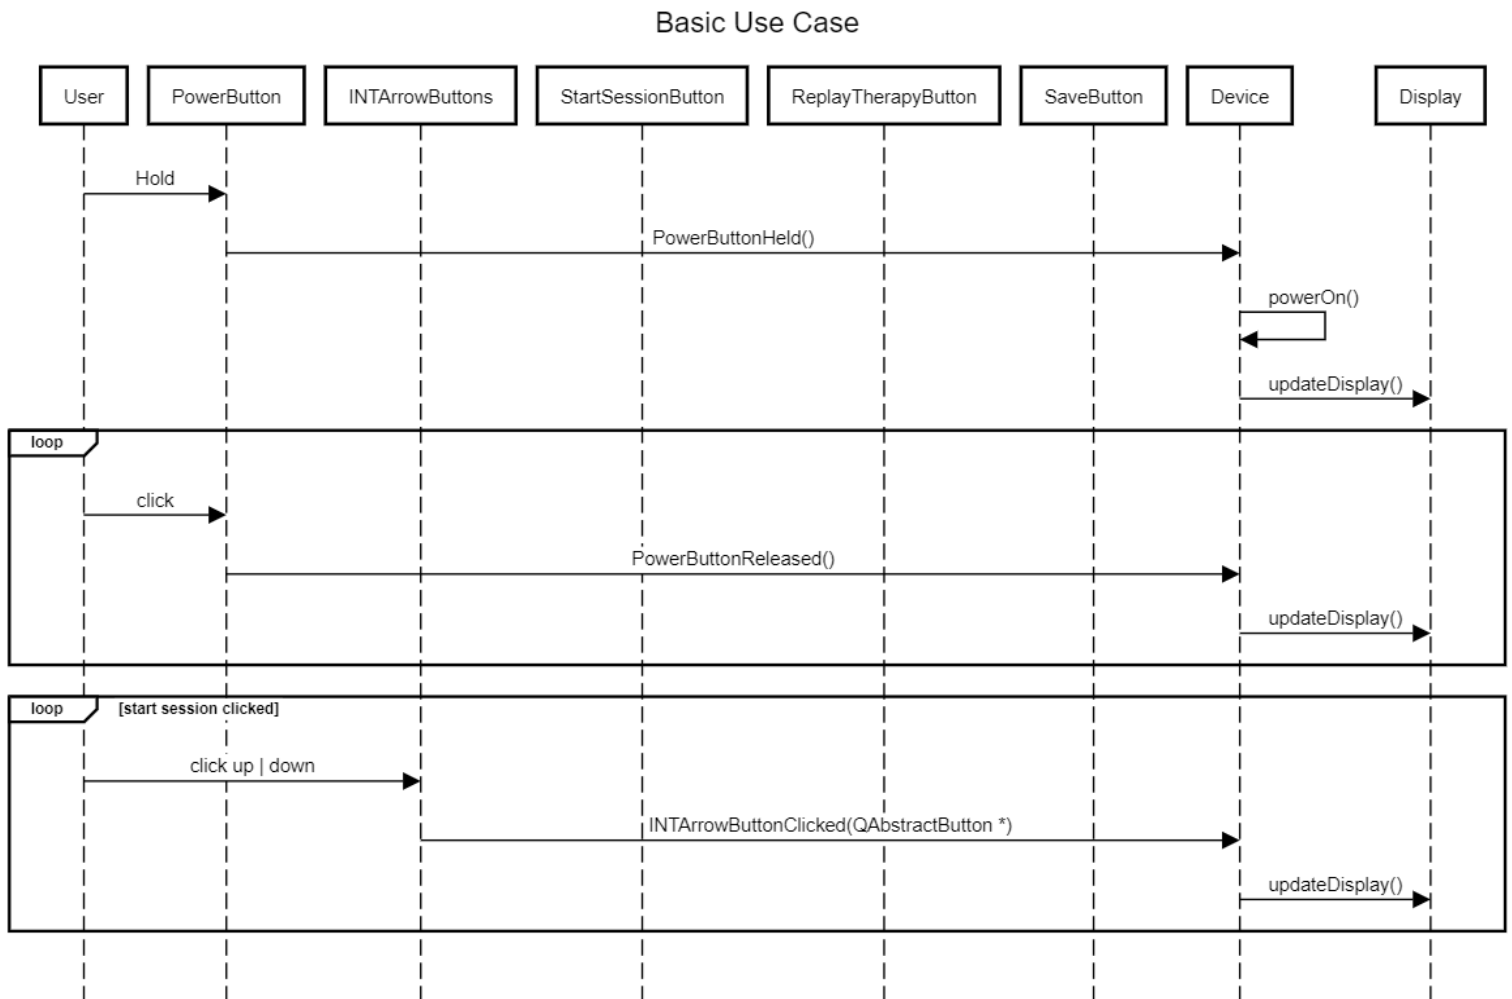 Basic Use Case
User
PowerButton
INTArrowButtons
StartSessionButton
ReplayTherapyButton
SaveButton
Device
Display
Hold
PowerButtonHeld()
powerOn()
updateDisplay()
loop
click
PowerButtonReleased()
updateDisplay()
loop
[start session clicked]
click up | down
INTArrowButtonClicked(QAbstractButton *)
updateDisplay()